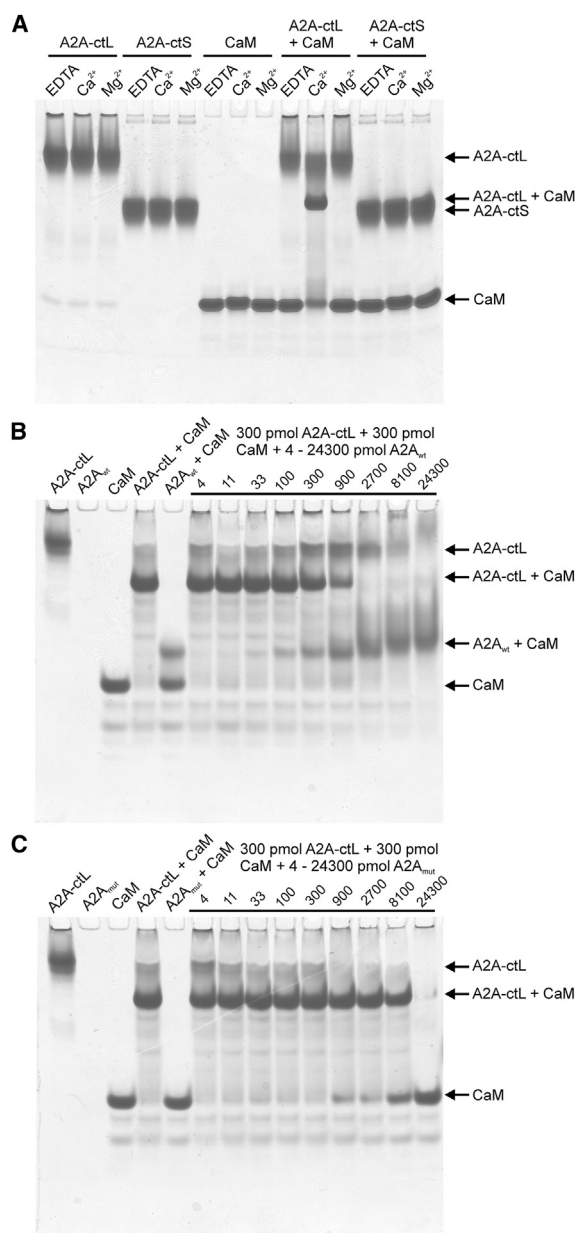 A
A2A-ctL
A2A-ctS
CaM
A2A-ctL
+ CaM
A2A-ctS
+ CaM
EDTA
Ca²⁺
Mg²⁺
EDTA
Ca²⁺
Mg²⁺
EDTA
Ca²⁺
Mg²⁺
EDTA
Ca²⁺
Mg²⁺
EDTA
Ca²⁺
Mg²⁺
A2A-ctL
A2A-ctL + CaM
A2A-ctS
CaM
B
A2A-ctL
A2Awt
CaM
A2A-ctL + CaM
A2Awt + CaM
300 pmol A2A-ctL + 300 pmol
CaM + 4 - 24300 pmol A2Awt
4
11
33
100
300
900
2700
8100
24300
A2A-ctL
A2A-ctL + CaM
A2Awt + CaM
CaM
C
A2A-ctL
A2Amut
CaM
A2A-ctL + CaM
A2Amut + CaM
300 pmol A2A-ctL + 300 pmol
CaM + 4 - 24300 pmol A2Amut
4
11
33
100
300
900
2700
8100
24300
A2A-ctL
A2A-ctL + CaM
CaM